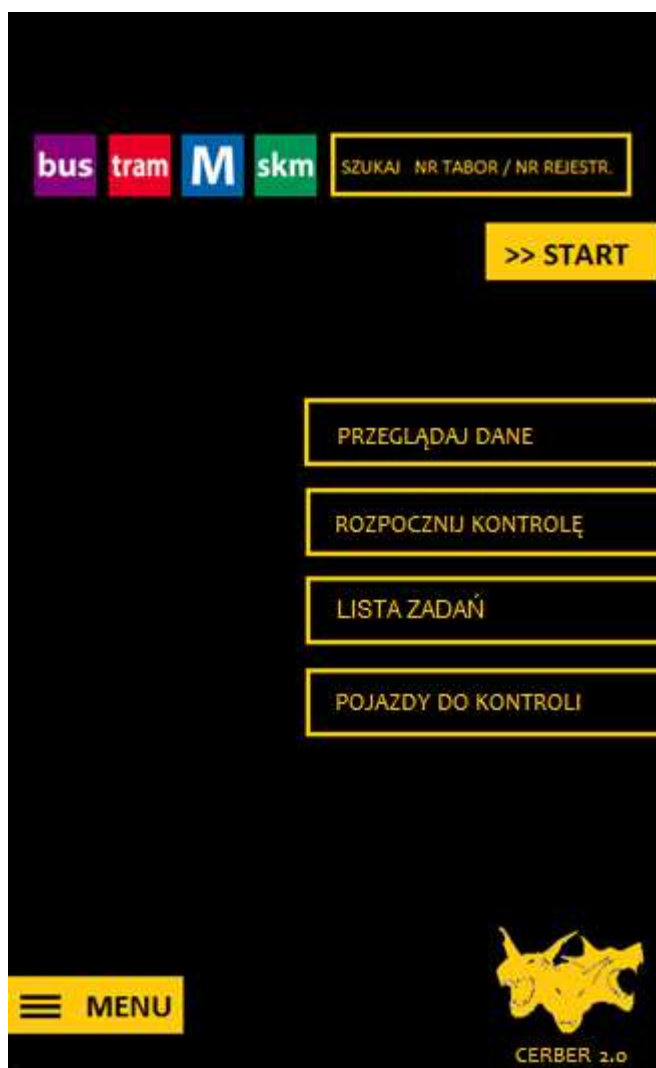 bus tram M skm SZUKAJ NR TABOR / NR REJESTR.
>> START
PRZEGLĄDAJ DANE
ROZPOCZNIJ KONTROLĘ
LISTA ZADAŃ
POJAZDY DO KONTROLI
MENU
CERBER 2.0